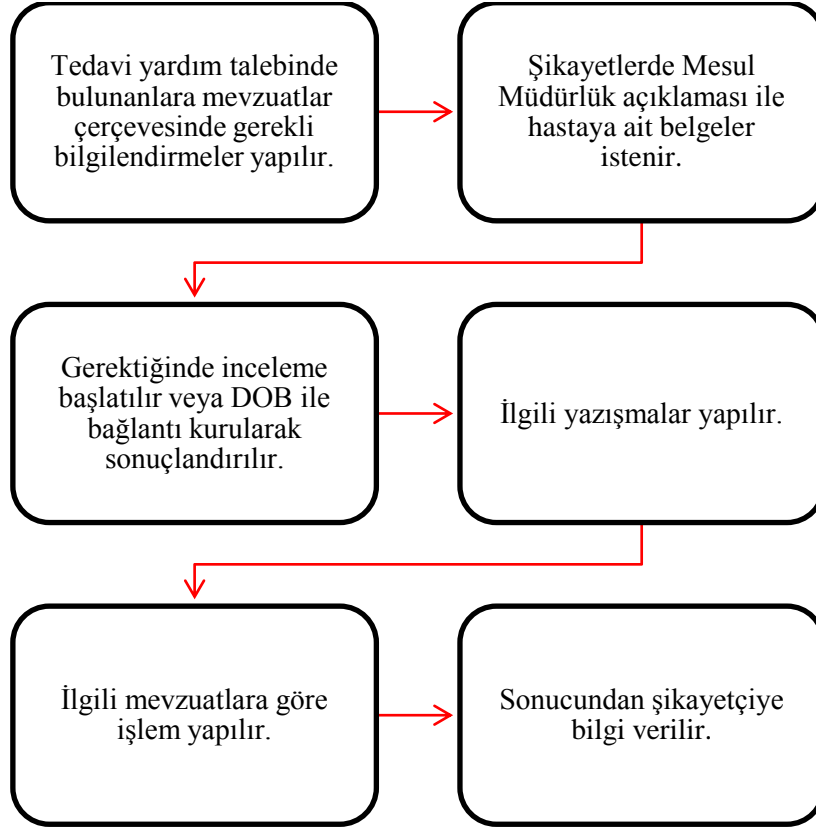 Tedavi yardım talebinde
bulunanlara mevzuatlar
çerçevesinde gerekli
bilgilendirmeler yapılır.
Şikayetlerde Mesul
Müdürlük açıklaması ile
hastaya ait belgeler
istenir.
Gerektiğinde inceleme
başlatılır veya DOB ile
bağlantı kurularak
sonuçlandırılır.
İlgili yazışmalar yapılır.
İlgili mevzuatlara göre
işlem yapılır.
Sonucundan şikayetçiye
bilgi verilir.